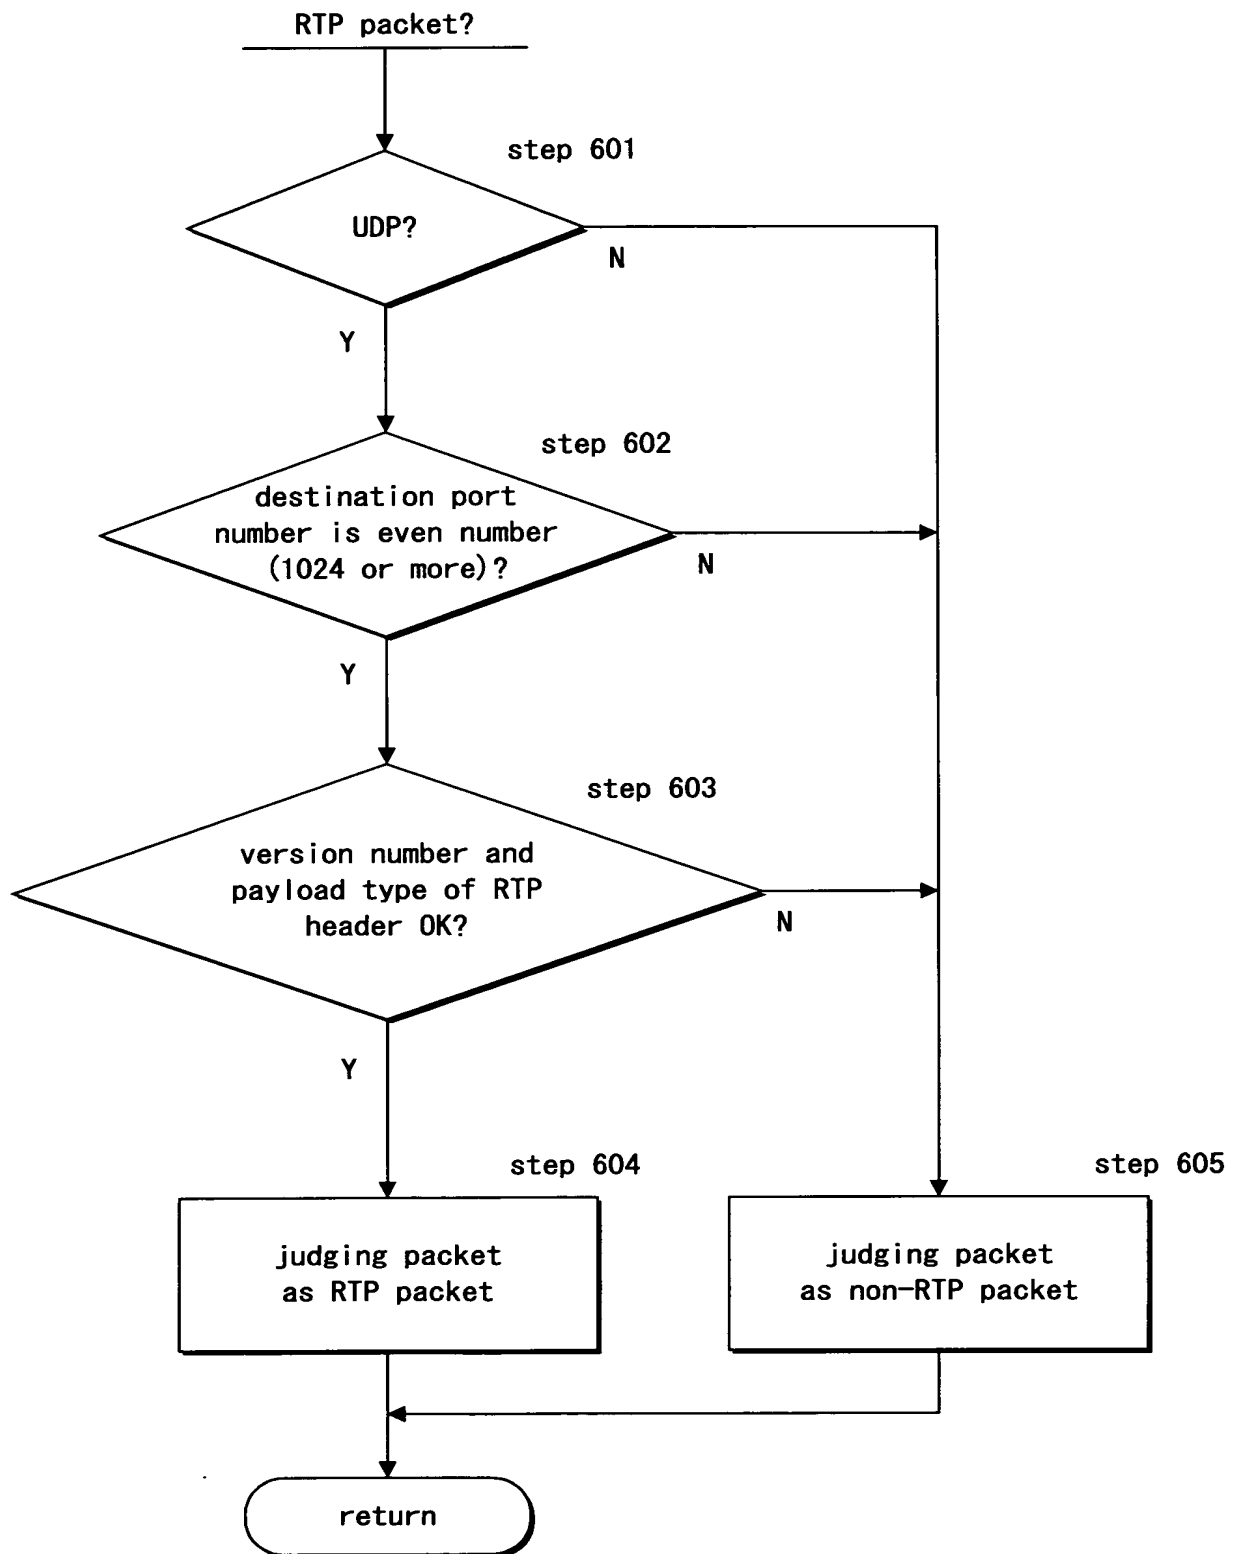 RTP packet?
step 601
UDP?
N
Y
step 602
destination port
number is even number
(1024 or more)?
N
Y
step 603
version number and
payload type of RTP
header OK?
N
Y
step 604
step 605
judging packet
as RTP packet
judging packet
as non-RTP packet
return